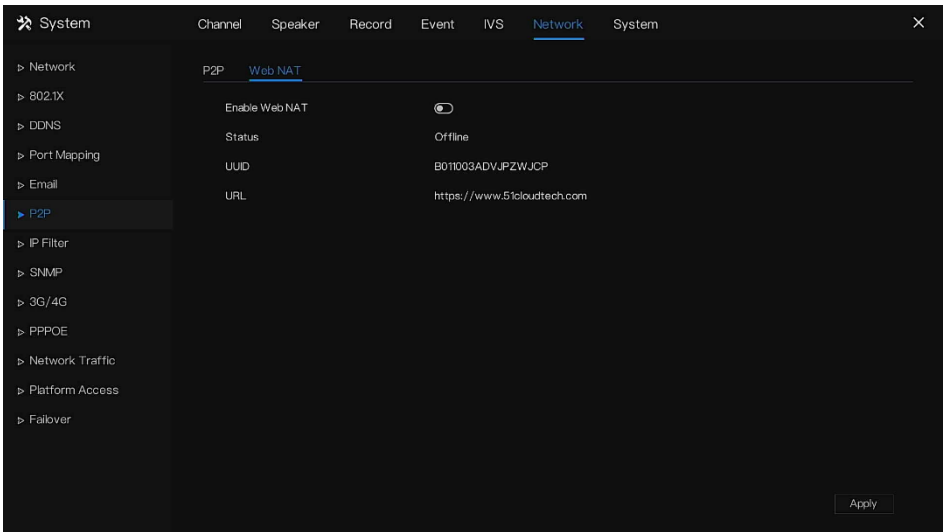 System
Channel Speaker Record Event IVS Network System
Network
802.1X
DDNS
Port Mapping
Email
P2P
IP Filter
SNMP
3G/4G
PPPOE
Network Traffic
Platform Access
Failover
P2P Web NAT
Enable Web NAT
Status Offline
UUID B011003ADVJPZWJCP
URL https://www.51cloudtech.com
Apply